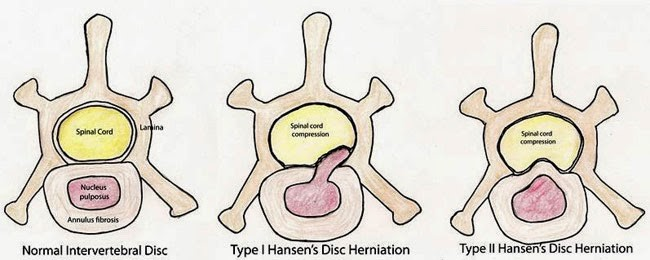 Spinal Cord
Lamina
Nucleus
pulposus
Annulus fibrosis
Normal Intervertebral Disc
Spinal cord
compression
Type I Hansen's Disc Herniation
Spinal cord
compression
Type II Hansen's Disc Herniation